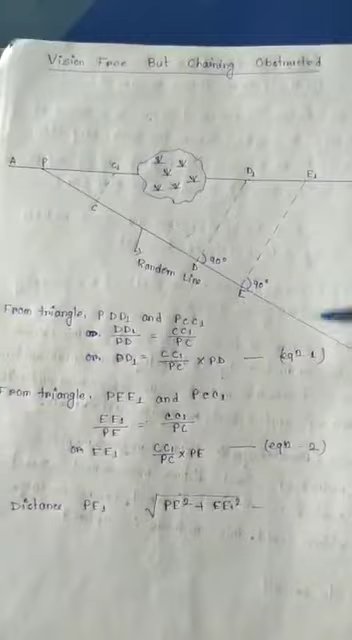 Vision Free But Chaining Obstructed
A P C1 D1 E1
C
D 90°
Random Line
E 90°
From triangle, PDD1 and PCC1
or. DD1/PD = CC1/PC
or, DD1 = CC1/PC × PD — (eqn 1)
From triangle, PEE1 and PCC1
EE1/PE = CC1/PC
or EE1 = CC1/PC × PE — (eqn - 2)
Distance PE1 = √PE² + EE1² —